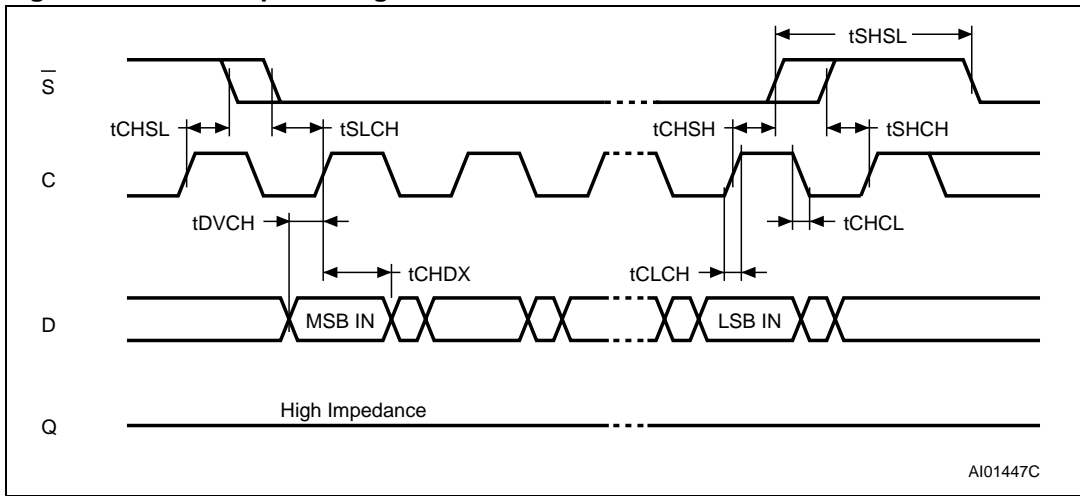 tSHSL
S
tCHSL
tSLCH
tCHSH
tSHCH
C
tDVCH
tCHCL
tCHDX
tCLCH
D
MSB IN
LSB IN
High Impedance
Q
AI01447C